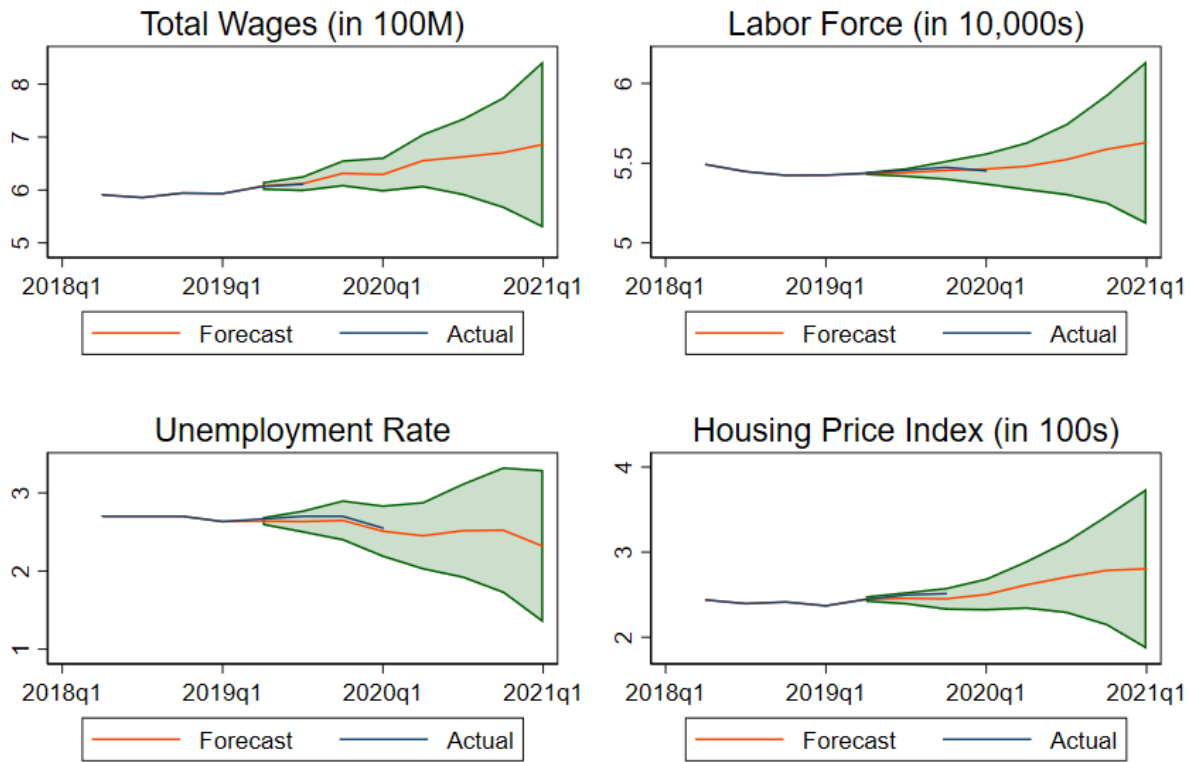 Total Wages (in 100M)
8
7
6
5
2018q1 2019q1 2020q1 2021q1
Forecast Actual
Labor Force (in 10,000s)
6
5.5
5
2018q1 2019q1 2020q1 2021q1
Forecast Actual
Unemployment Rate
3
2
1
2018q1 2019q1 2020q1 2021q1
Forecast Actual
Housing Price Index (in 100s)
4
3
2
2018q1 2019q1 2020q1 2021q1
Forecast Actual